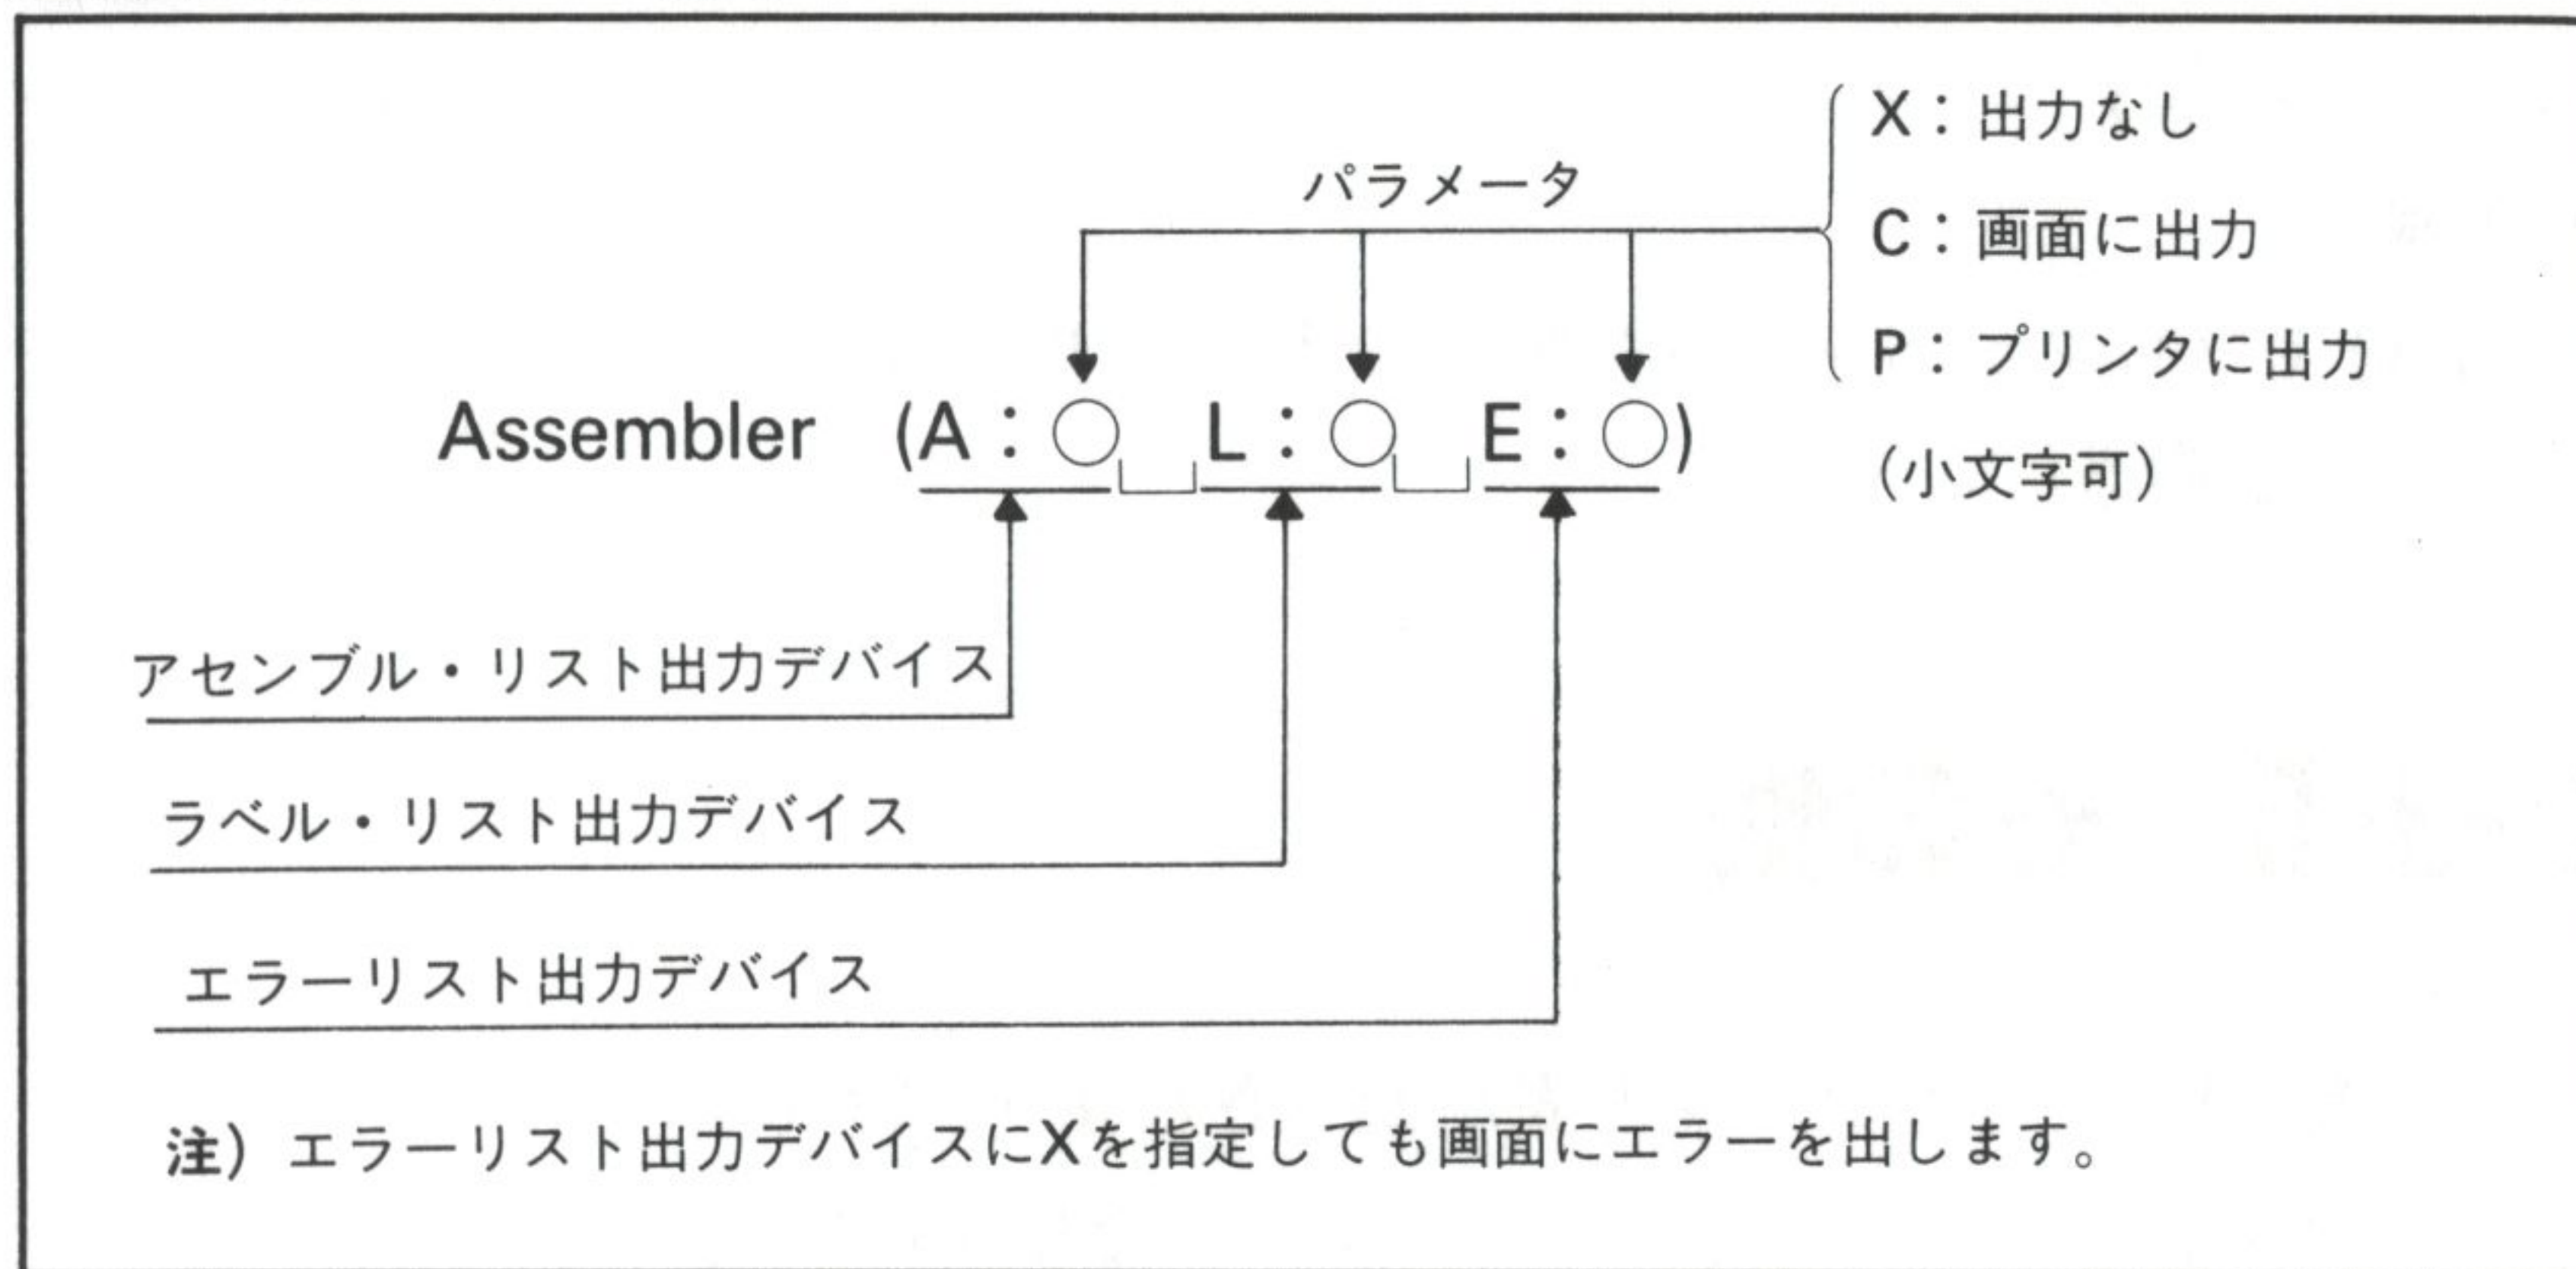 X：出力なし
パラメータ
C：画面に出力
P：プリンタに出力
Assembler (A：○ L：○ E：○)
(小文字可)
アセンブル・リスト出力デバイス
ラベル・リスト出力デバイス
エラーリスト出力デバイス
注) エラーリスト出力デバイスにXを指定しても画面にエラーを出します。